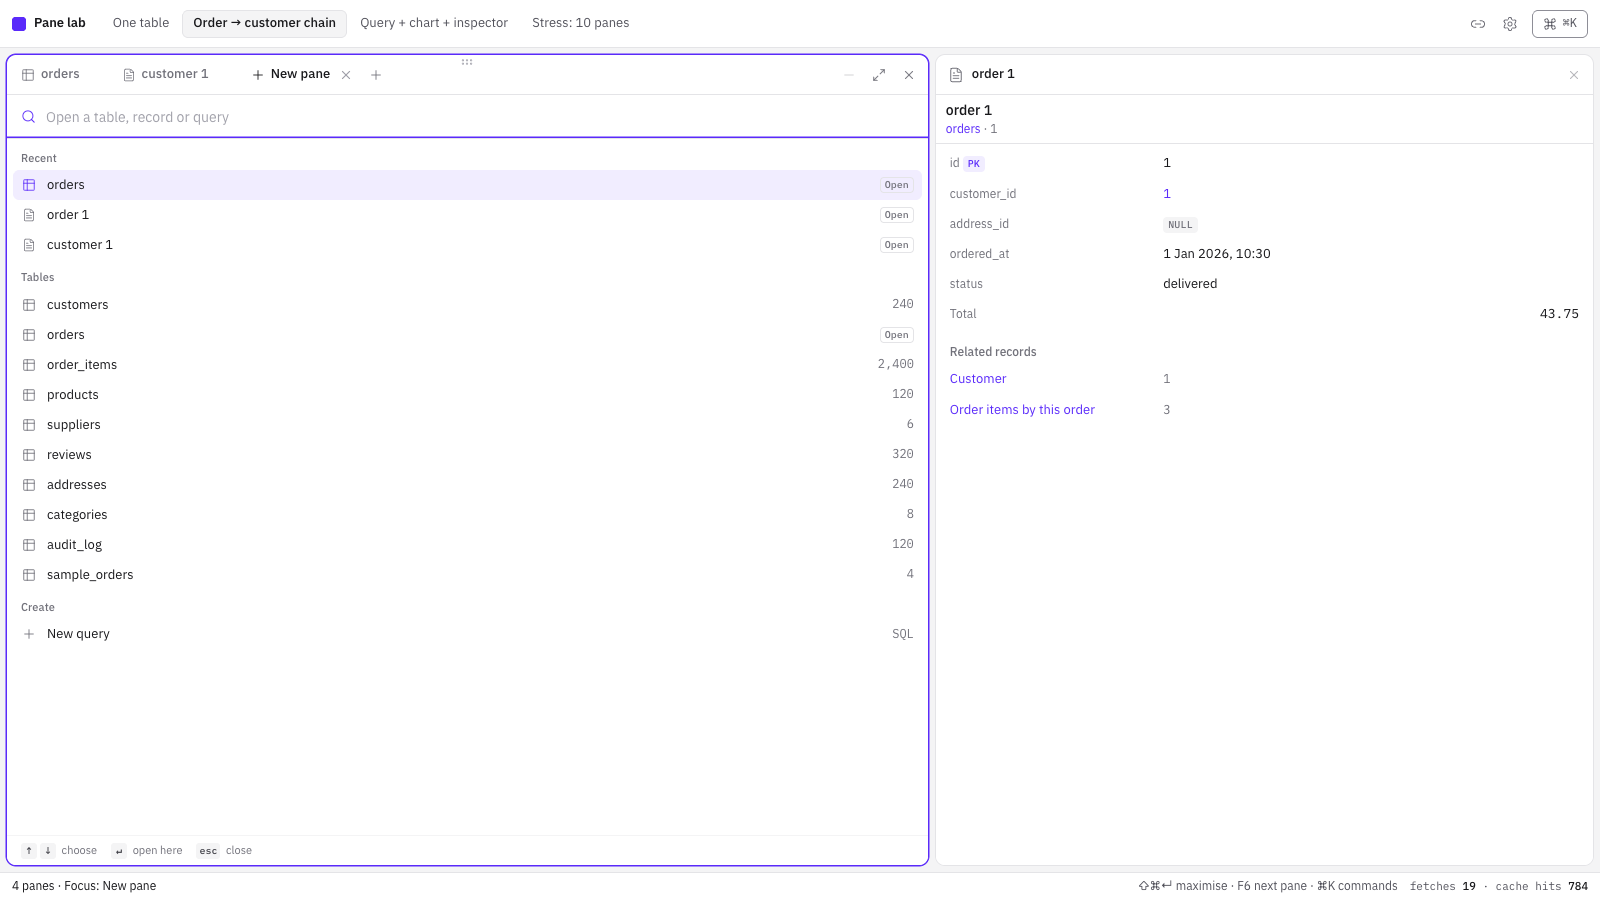 Pane lab One table Order → customer chain Query + chart + inspector Stress: 10 panes ⌘K
orders customer 1 New pane
Open a table, record or query
Recent
orders Open
order 1 Open
customer 1 Open
Tables
customers 240
orders Open
order_items 2,400
products 120
suppliers 6
reviews 320
addresses 240
categories 8
audit_log 120
sample_orders 4
Create
New query SQL
↑ ↓ choose ↵ open here esc close
order 1
order 1
orders · 1
id PK 1
customer_id 1
address_id NULL
ordered_at 1 Jan 2026, 10:30
status delivered
Total 43.75
Related records
Customer 1
Order items by this order 3
4 panes · Focus: New pane ⇧⌘↵ maximise · F6 next pane · ⌘K commands fetches 19 · cache hits 784